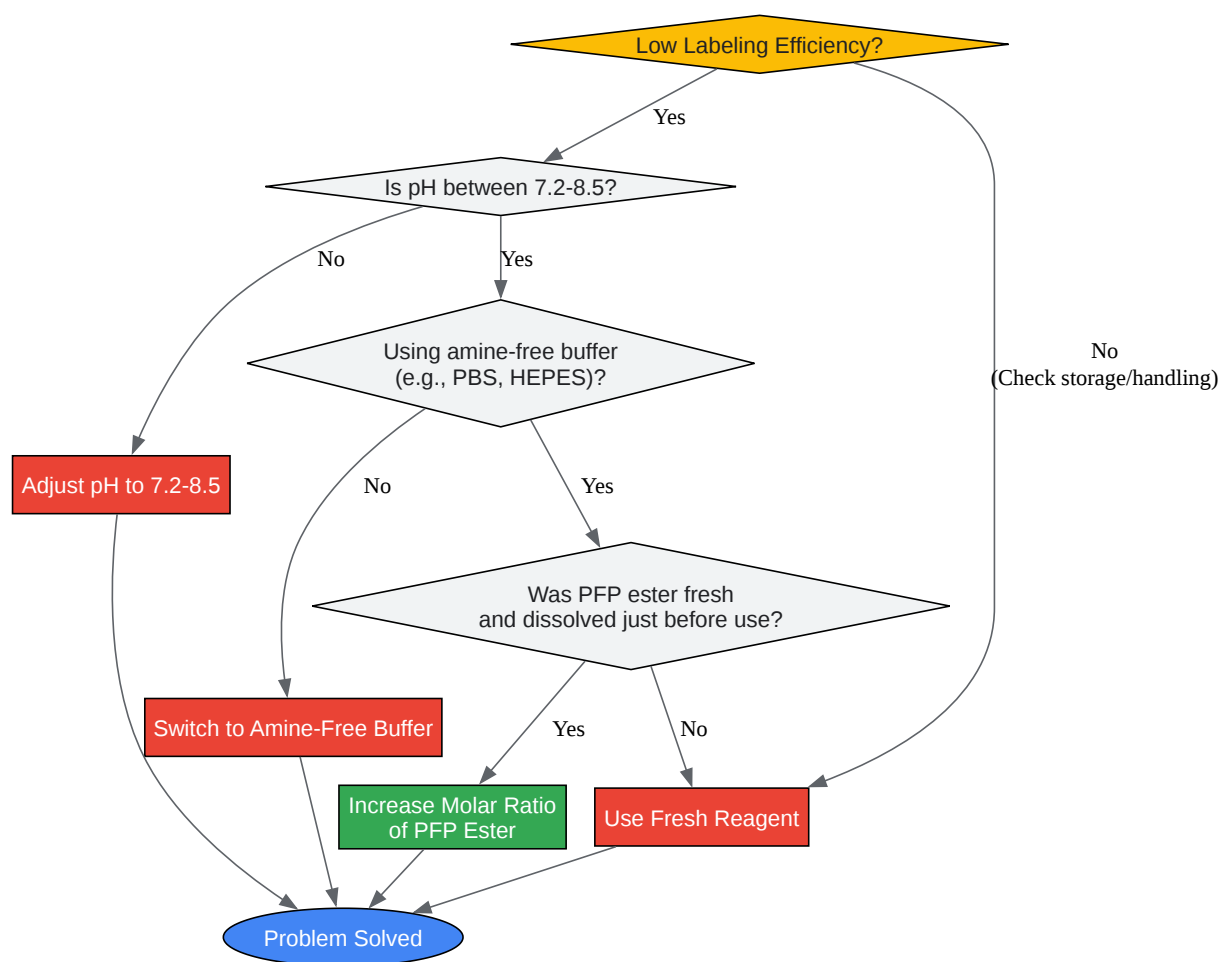 Low Labeling Efficiency?
Yes
Is pH between 7.2-8.5?
No
Yes
Using amine-free buffer
(e.g., PBS, HEPES)?
No
(Check storage/handling)
Adjust pH to 7.2-8.5
No
Yes
Was PFP ester fresh
and dissolved just before use?
Switch to Amine-Free Buffer
Yes
No
Increase Molar Ratio
of PFP Ester
Use Fresh Reagent
Problem Solved